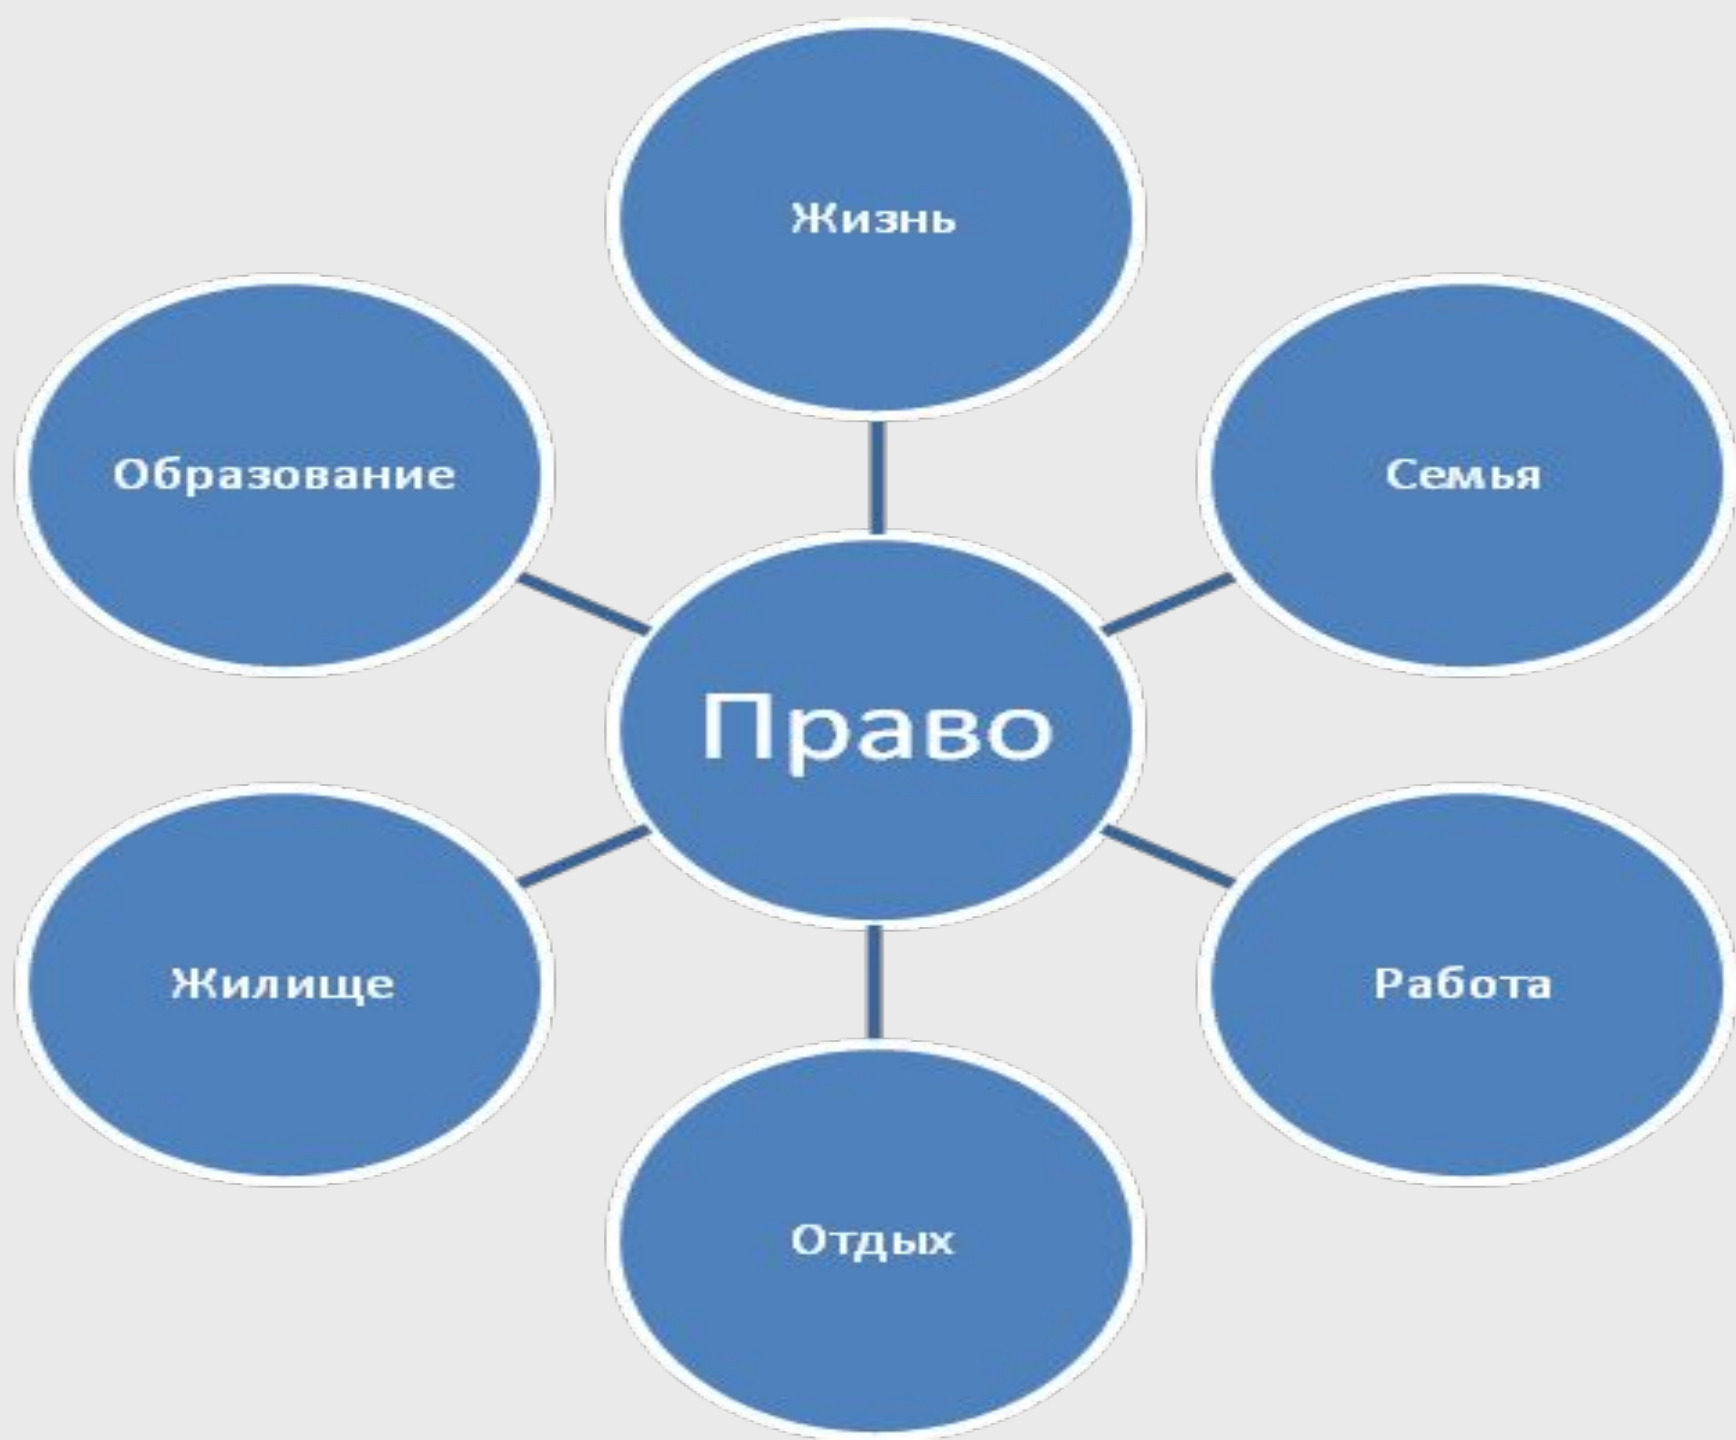 Жизнь
Образование
Семья
Право
Жилище
Работа
Отдых